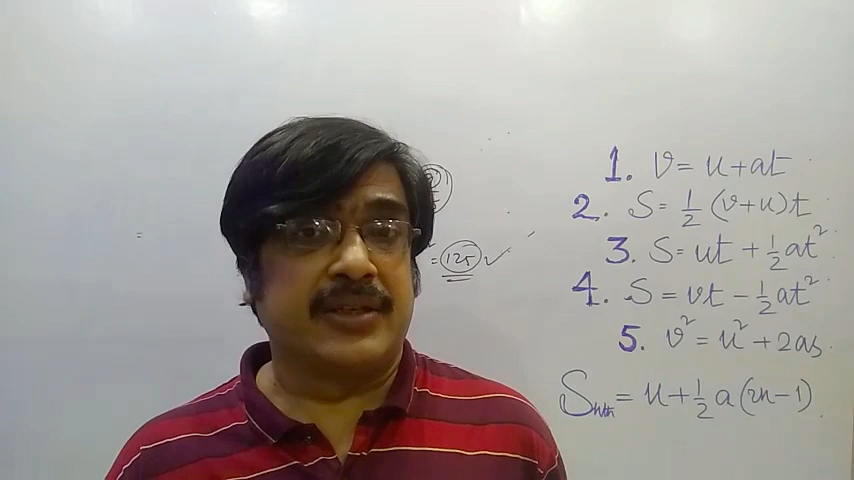 = 125 ✓
1. v = u + at
2. S = 1/2 (v+u)t
3. S = ut + 1/2 at²
4. S = vt - 1/2 at²
5. v² = u² + 2as
Snth = u + 1/2 a(2n-1)